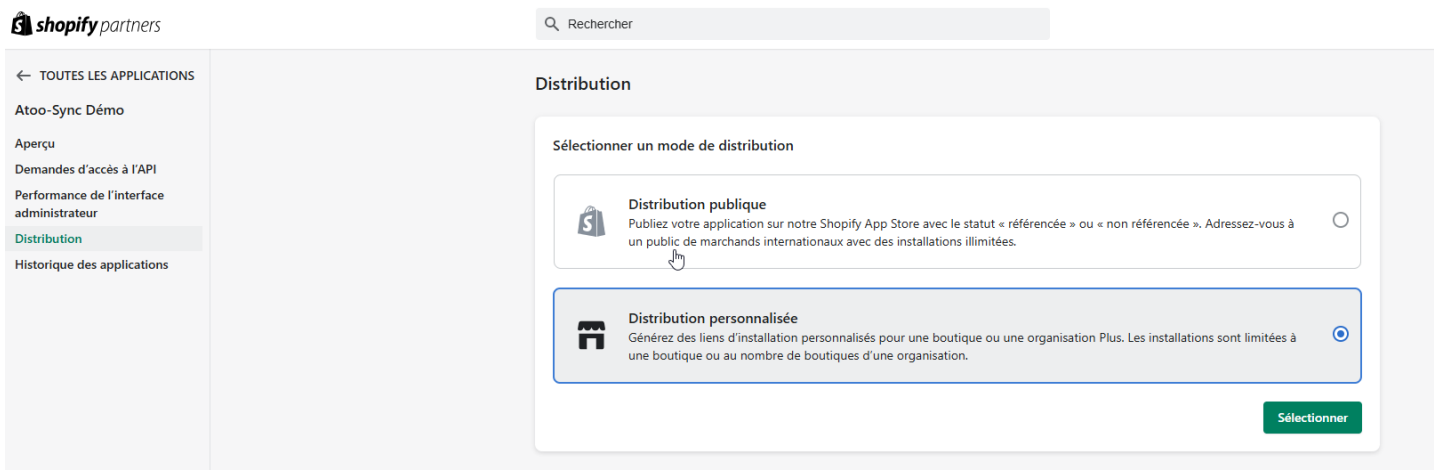 shopify partners
Rechercher
TOUTES LES APPLICATIONS
Atoo-Sync Démo
Aperçu
Demandes d'accès à l'API
Performance de l'interface
administrateur
Distribution
Historique des applications
Distribution
Sélectionner un mode de distribution
Distribution publique
Publiez votre application sur notre Shopify App Store avec le statut « référencée » ou « non référencée ». Adressez-vous à
un public de marchands internationaux avec des installations illimitées.
Distribution personnalisée
Générez des liens d'installation personnalisés pour une boutique ou une organisation Plus. Les installations sont limitées à
une boutique ou au nombre de boutiques d'une organisation.
Sélectionner